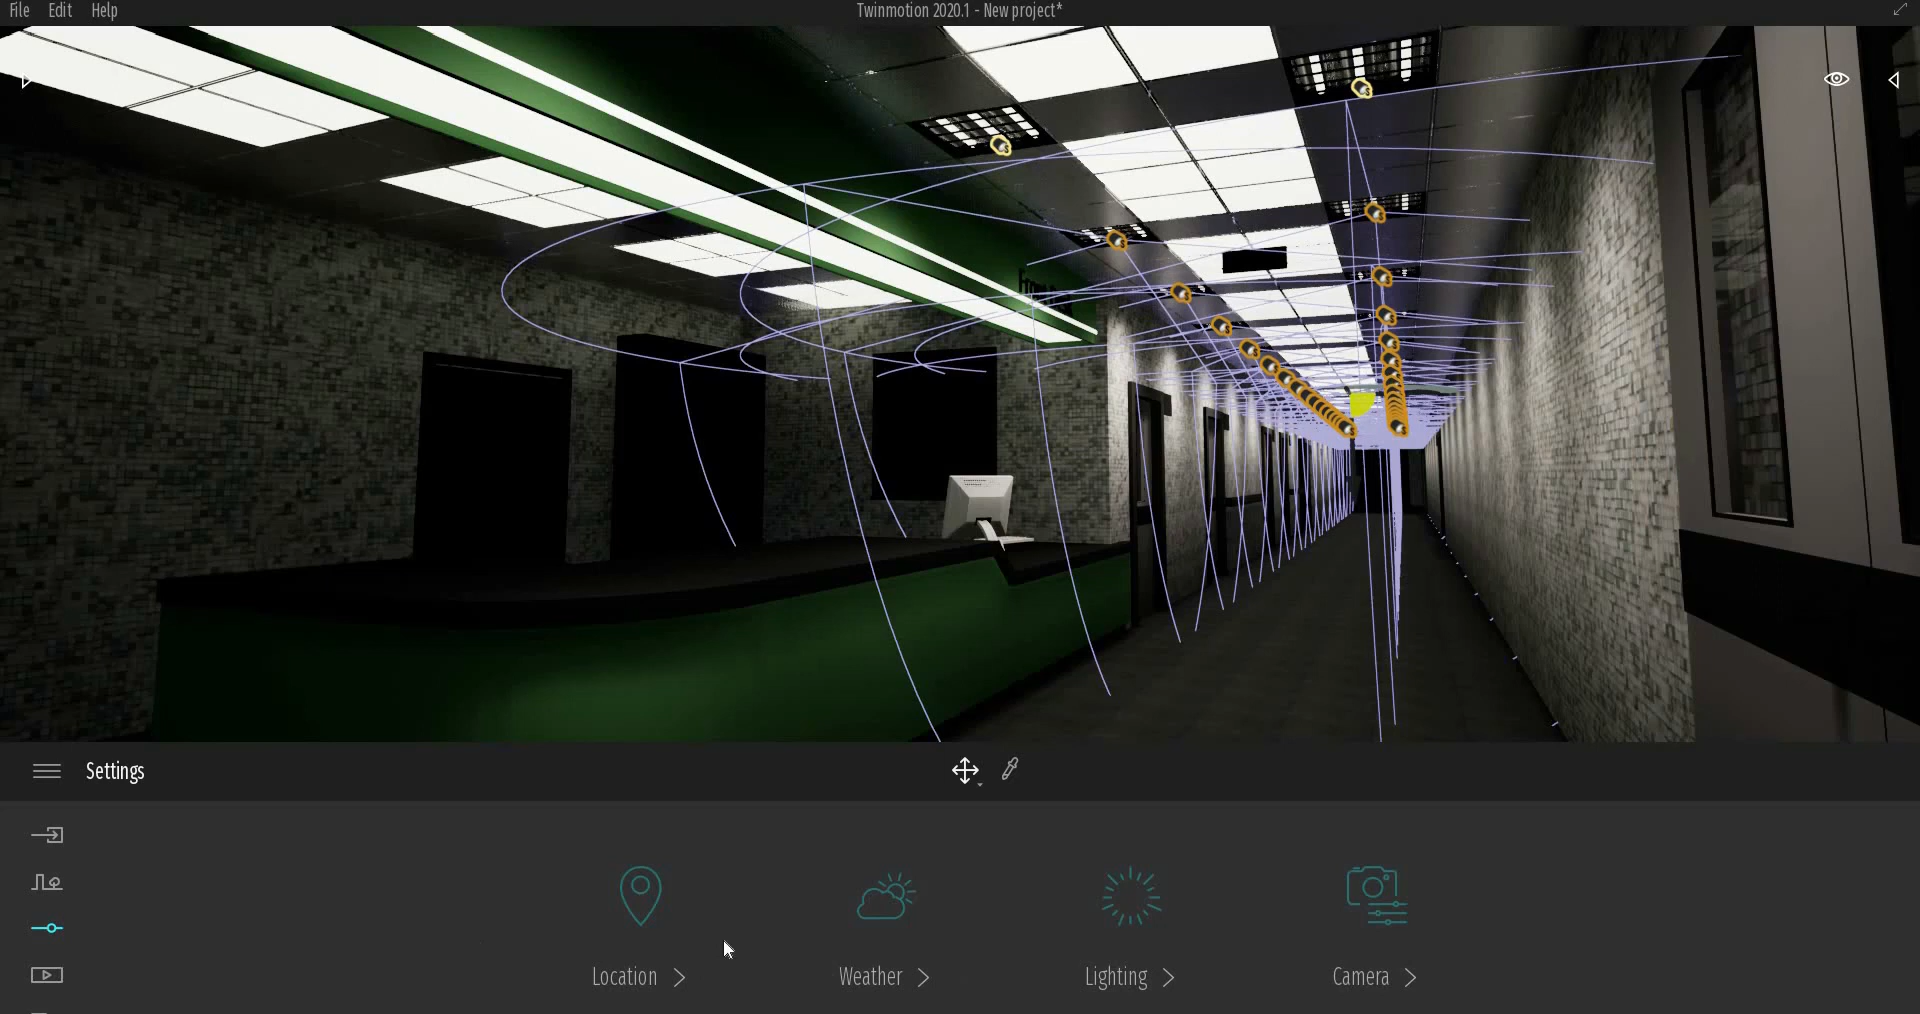 File Edit Help
Twinmotion 2020.1 - New project*
Settings
Location
Weather
Lighting
Camera